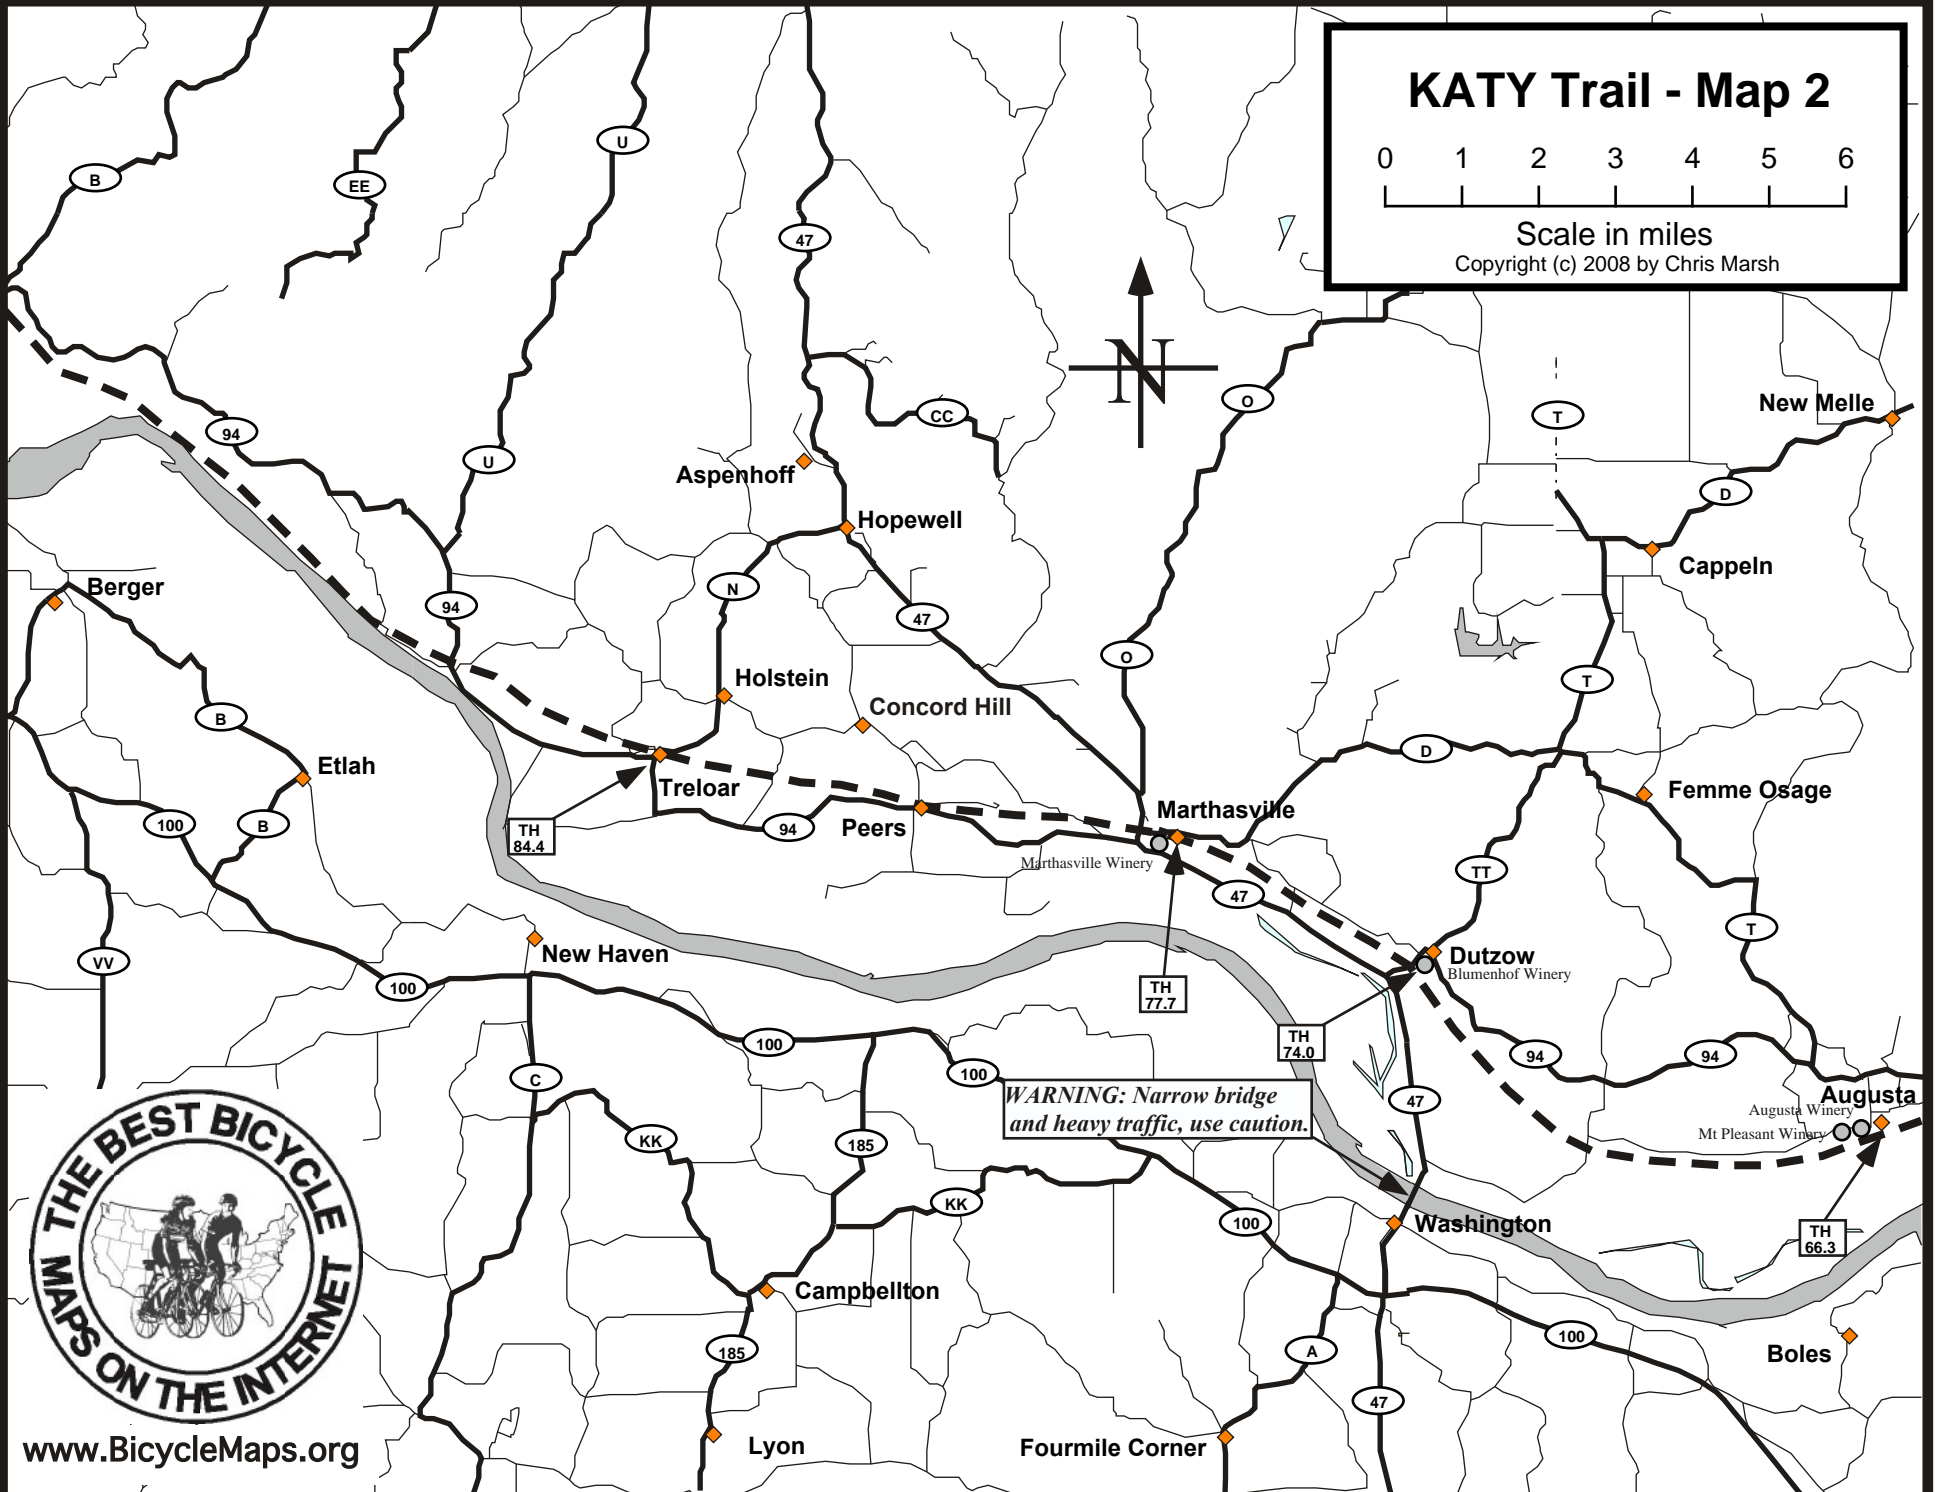 KATY Trail - Map 2
0 1 2 3 4 5 6
Scale in miles
Copyright (c) 2008 by Chris Marsh
N
B
EE
U
47
O
T
New Melle
94
U
CC
Aspenhoff
D
Hopewell
Cappeln
Berger
94
N
47
O
Holstein
T
B
Concord Hill
D
Etlah
Treloar
Femme Osage
100
B
TH
84.4
94
Peers
Marthasville
Marthasville Winery
TT
47
T
VV
New Haven
Dutzow
Blumenhof Winery
100
TH
77.7
TH
74.0
100
94
94
C
100
WARNING: Narrow bridge
and heavy traffic, use caution.
47
Augusta
Augusta Winery
Mt Pleasant Winery
KK
185
KK
100
Washington
TH
66.3
Campbellton
185
A
100
Boles
47
Lyon
Fourmile Corner
THE BEST BICYCLE
MAPS ON THE INTERNET
www.BicycleMaps.org